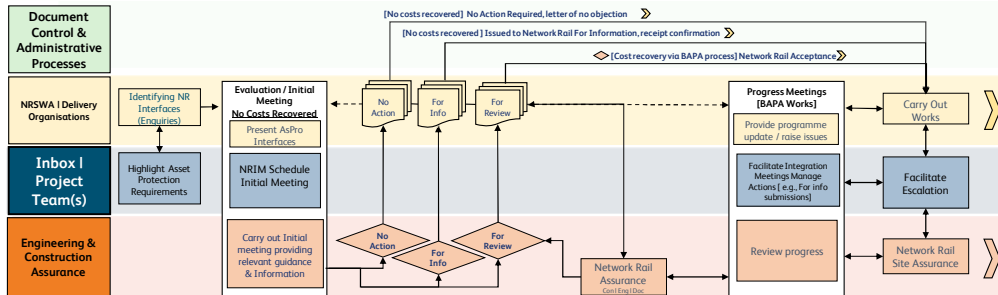 Document
Control &
Administrative
Processes
[No costs recovered] No Action Required, letter of no objection
[No costs recovered ] Issued to Network Rail For Information, receipt confirmation
[Cost recovery via BAPA process] Network Rail Acceptance
NRSWA I Delivery
Organisations
Identifying NR
Interfaces
(Enquiries)
Evaluation / Initial
Meeting
No Costs Recovered
Present AsPro
Interfaces
No
Action
For
Info
For
Review
Progress Meetings
[BAPA Works]
Provide programme
update / raise issues
Carry Out
Works
Inbox I
Project
Team(s)
Highlight Asset
Protection
Requirements
NRIM Schedule
Initial Meeting
Facilitate Integration
Meetings Manage
Actions [ e.g., For info
submissions]
Facilitate
Escalation
Engineering &
Construction
Assurance
Carry out Initial
meeting providing
relevant guidance
& Information
No
Action
For
Info
For
Review
Network Rail
Assurance
Con I Eng I Doc
Review progress
Network Rail
Site Assurance